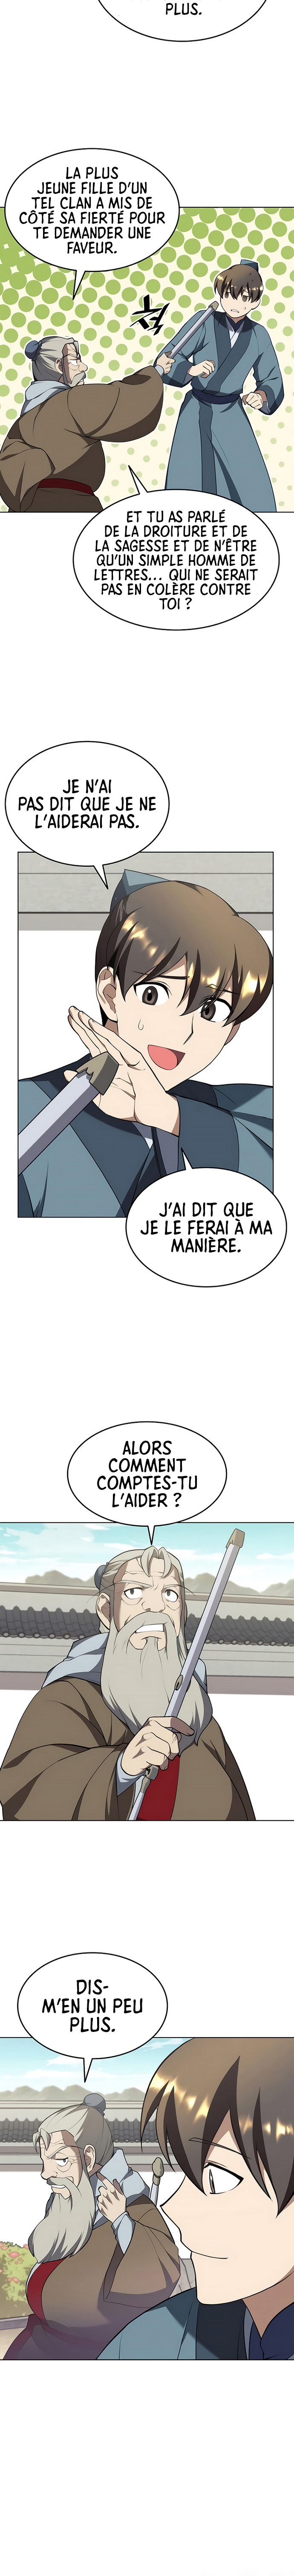 PLUS.
LA PLUS
JEUNE FILLE D'UN
TEL CLAN A MIS DE
CÔTÉ SA FIERTÉ POUR
TE DEMANDER UNE
FAVEUR.
ET TU AS PARLÉ
DE LA DROITURE ET DE
LA SAGESSE ET DE N'ÊTRE
QU'UN SIMPLE HOMME DE
LETTRES... QUI NE SERAIT
PAS EN COLÈRE CONTRE
TOI ?
JE N'AI
PAS DIT QUE JE NE
L'AIDERAI PAS.
J'AI DIT QUE
JE LE FERAI À MA
MANIÈRE.
ALORS
COMMENT
COMPTES-TU
L'AIDER ?
DIS-
M'EN UN PEU
PLUS.